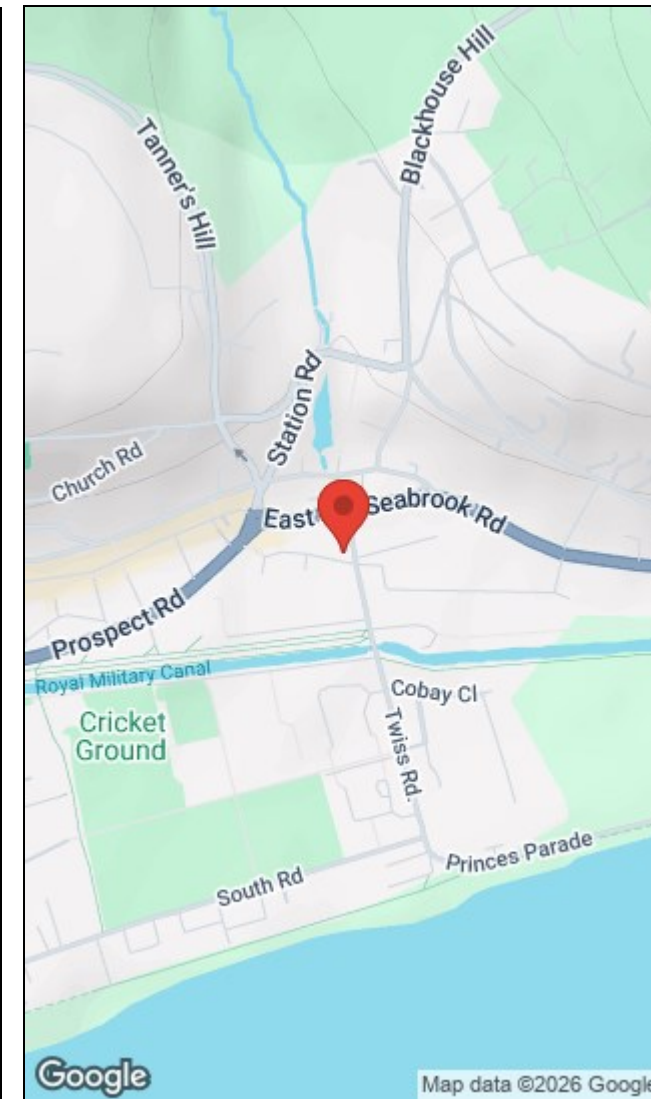 Blackhouse Hill
Tanner's Hill
Station Rd
Church Rd
East
Seabrook Rd
Prospect Rd
Royal Military Canal
Cobay Cl
Cricket
Ground
Twiss Rd.
Princes Parade
South Rd
Google
Map data ©2026 Google